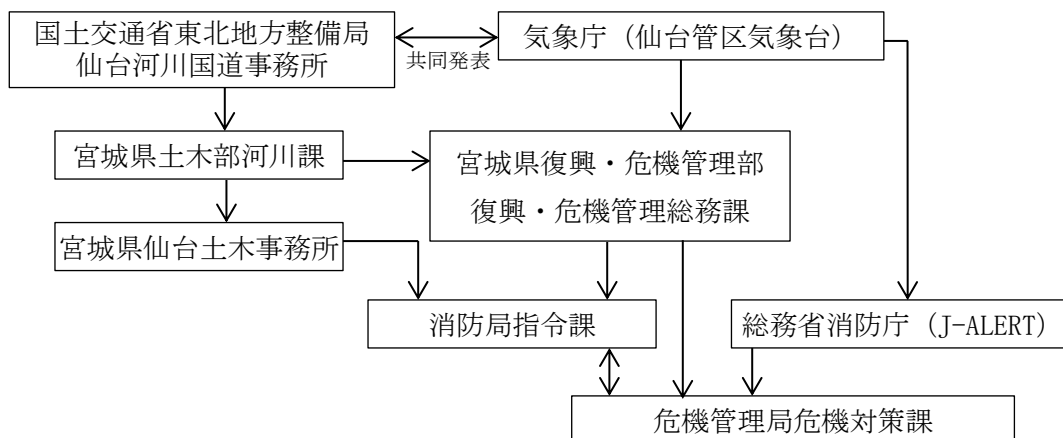 国土交通省東北地方整備局
仙台河川国道事務所
共同発表
気象庁（仙台管区気象台）
宮城県土木部河川課
宮城県復興・危機管理部
復興・危機管理総務課
宮城県仙台土木事務所
消防局指令課
総務省消防庁（J-ALERT）
危機管理局危機対策課